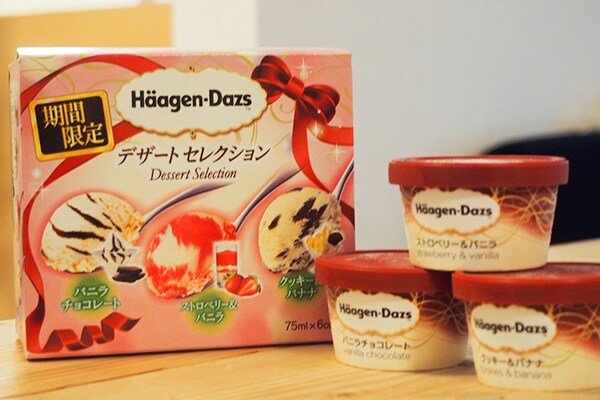 期間
限定
Häagen-Dazs
デザートセレクション
Dessert Selection
バニラ
チョコレート
ストロベリー&
バニラ
クッキー&
バナナ
75ml×6
Häagen-Dazs
ストロベリー&バニラ
strawberry & vanilla
Häagen-Dazs
バニラチョコレート
vanilla chocolate
Häagen-Dazs
クッキー&バナナ
cookies & banana